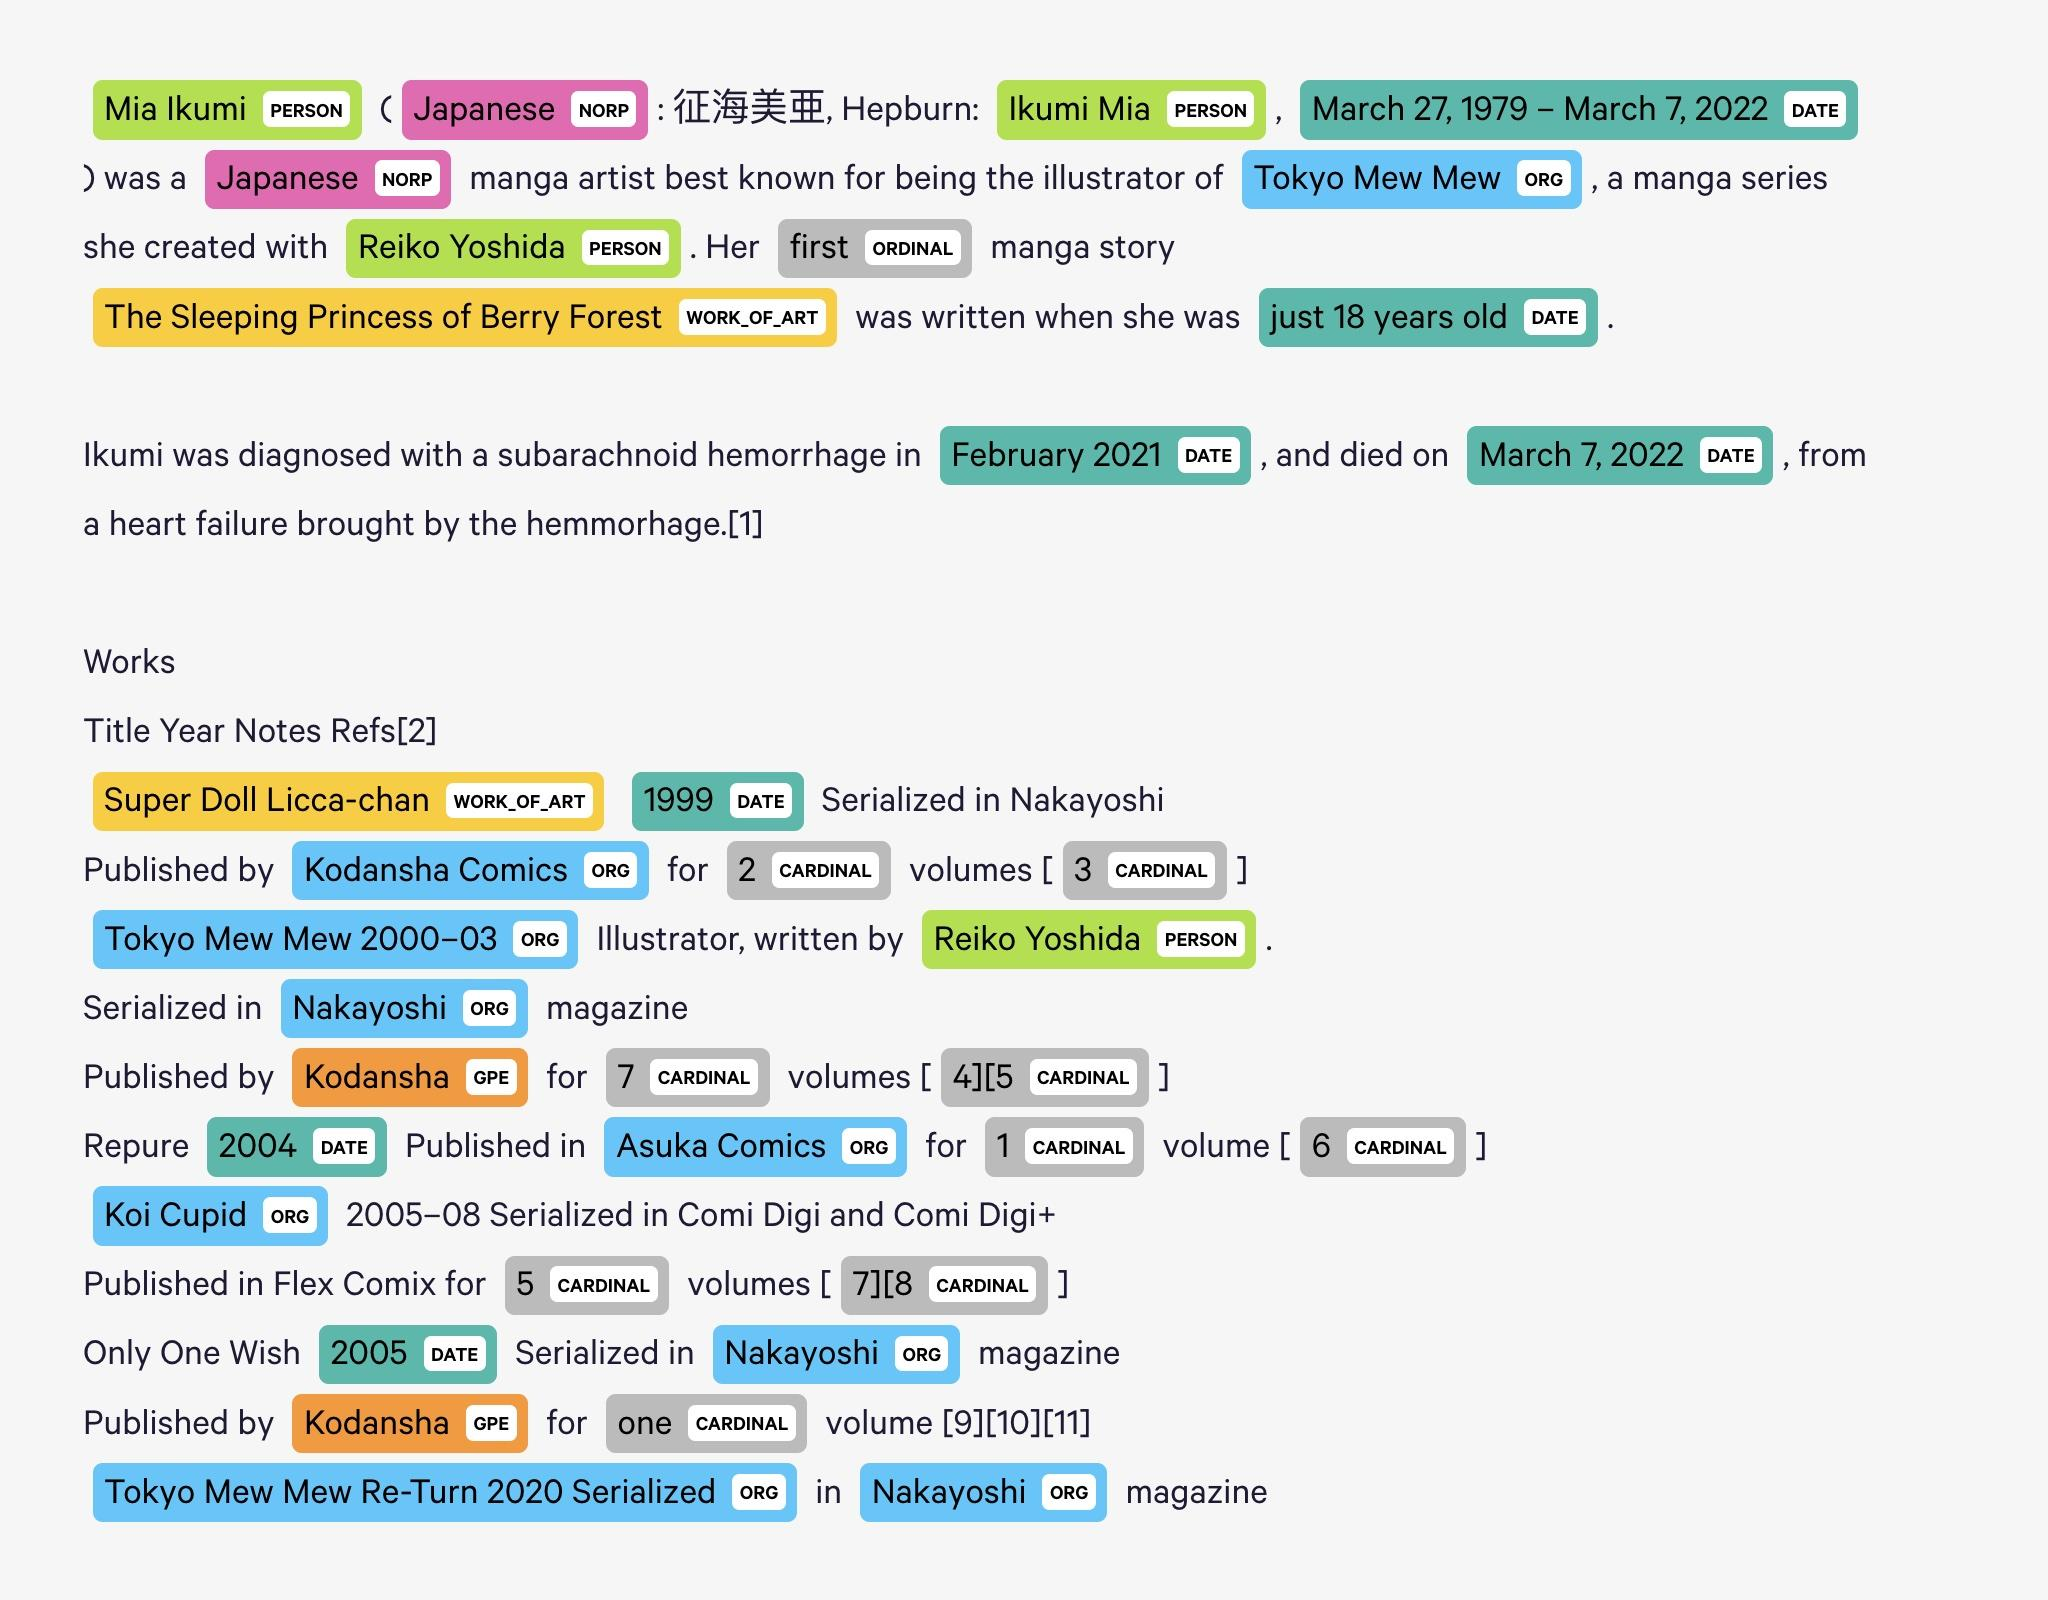 Mia Ikumi PERSON ( Japanese NORP : 征海美亜, Hepburn: Ikumi Mia PERSON , March 27, 1979 – March 7, 2022 DATE
) was a Japanese NORP manga artist best known for being the illustrator of Tokyo Mew Mew ORG , a manga series
she created with Reiko Yoshida PERSON . Her first ORDINAL manga story
The Sleeping Princess of Berry Forest WORK_OF_ART was written when she was just 18 years old DATE .
Ikumi was diagnosed with a subarachnoid hemorrhage in February 2021 DATE , and died on March 7, 2022 DATE , from
a heart failure brought by the hemmorhage.[1]
Works
Title Year Notes Refs[2]
Super Doll Licca-chan WORK_OF_ART 1999 DATE Serialized in Nakayoshi
Published by Kodansha Comics ORG for 2 CARDINAL volumes [ 3 CARDINAL ]
Tokyo Mew Mew 2000–03 ORG Illustrator, written by Reiko Yoshida PERSON .
Serialized in Nakayoshi ORG magazine
Published by Kodansha GPE for 7 CARDINAL volumes [ 4][5 CARDINAL ]
Repure 2004 DATE Published in Asuka Comics ORG for 1 CARDINAL volume [ 6 CARDINAL ]
Koi Cupid ORG 2005–08 Serialized in Comi Digi and Comi Digi+
Published in Flex Comix for 5 CARDINAL volumes [ 7][8 CARDINAL ]
Only One Wish 2005 DATE Serialized in Nakayoshi ORG magazine
Published by Kodansha GPE for one CARDINAL volume [9][10][11]
Tokyo Mew Mew Re-Turn 2020 Serialized ORG in Nakayoshi ORG magazine